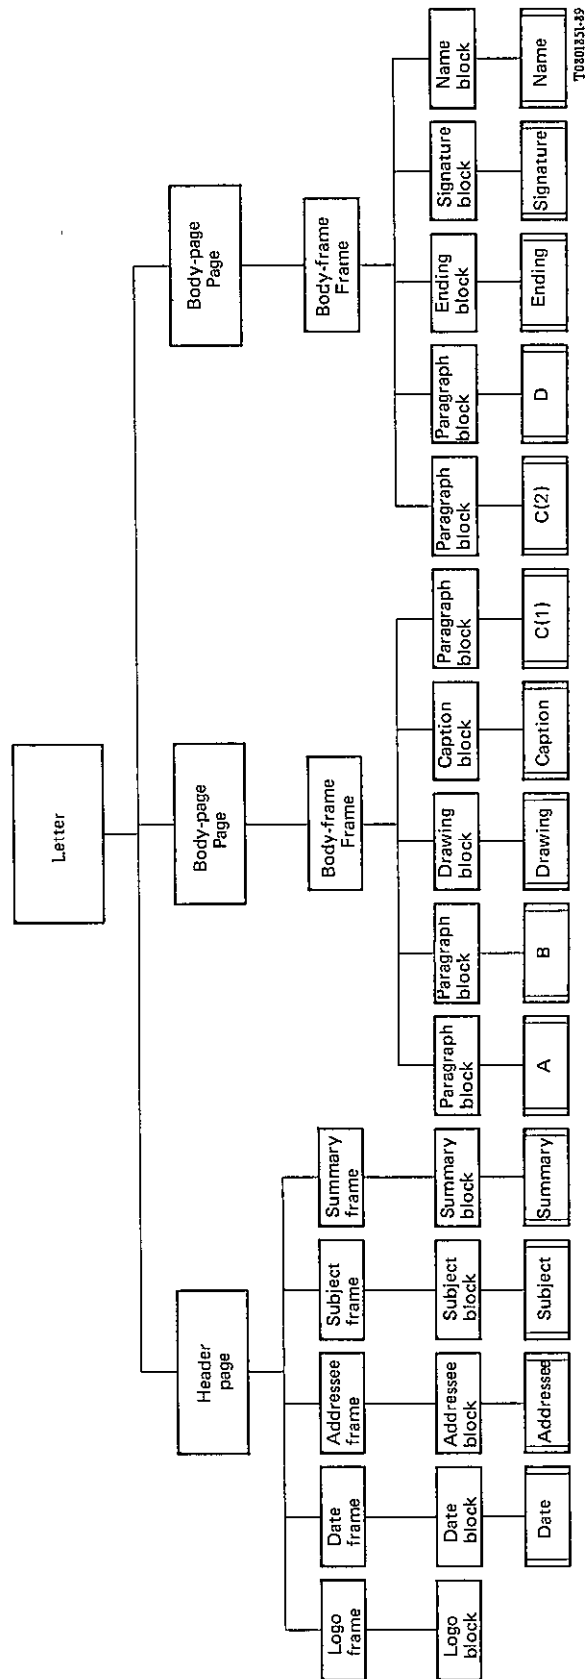 Letter
Header
page
Body-page
Page
Body-page
Page
Logo
frame
Date
frame
Addressee
frame
Subject
frame
Summary
frame
Body-frame
Frame
Body-frame
Frame
Logo
block
Date
block
Addressee
block
Subject
block
Summary
block
Paragraph
block
Paragraph
block
Drawing
block
Caption
block
Paragraph
block
Paragraph
block
Paragraph
block
Ending
block
Signature
block
Name
block
Date
Addressee
Subject
Summary
A
B
Drawing
Caption
C(1)
C(2)
D
Ending
Signature
Name
T0801851-89